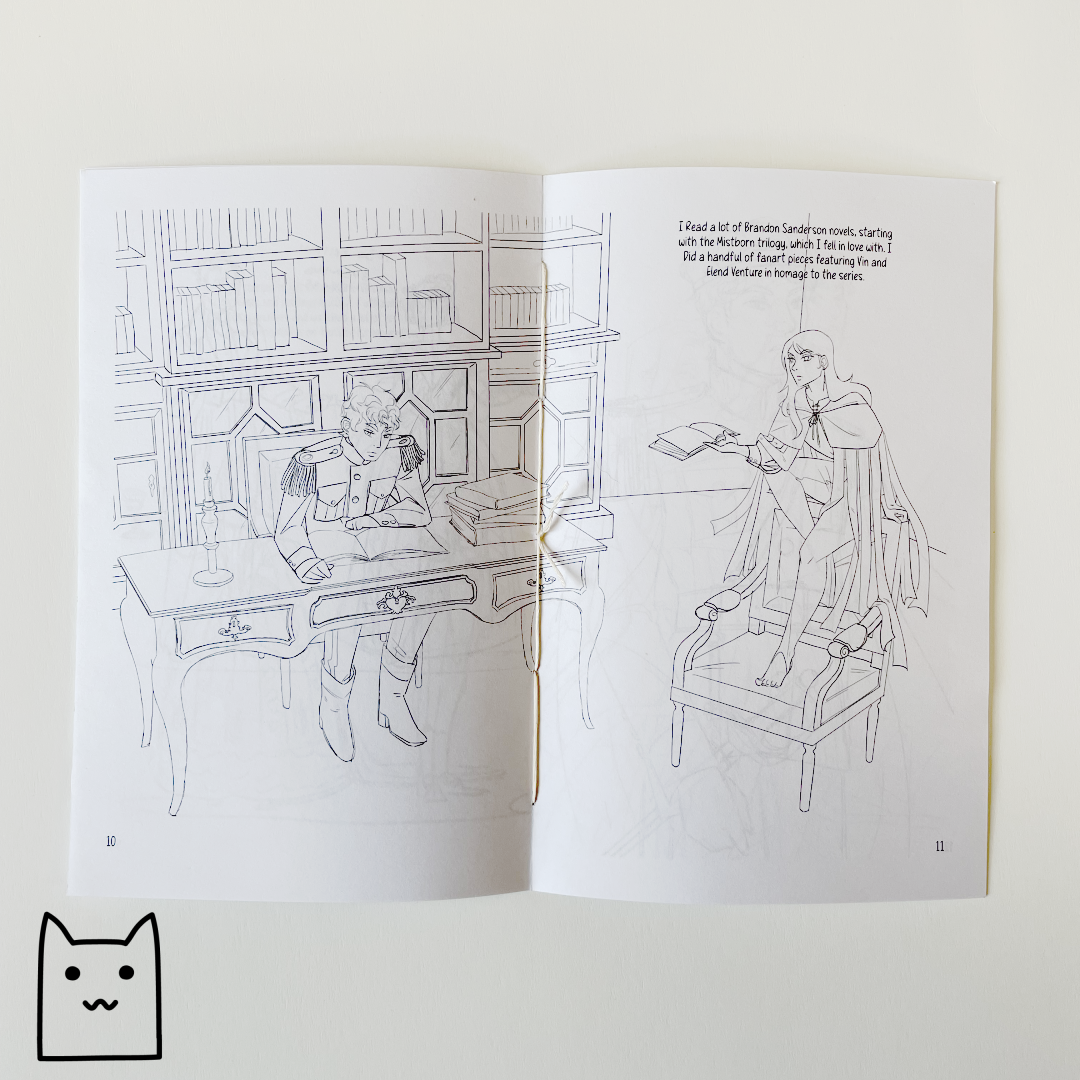 I Read a lot of Brandon Sanderson novels, starting
with the Mistborn trilogy, which I fell in love with. I
Did a handful of fanart pieces featuring Vin and
Elend Venture in homage to the series.
10
11